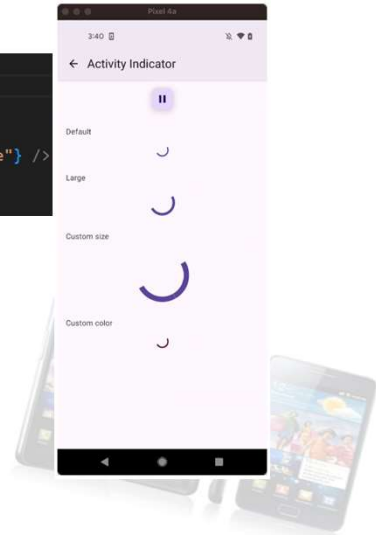 Pixel 4a
3:40
← Activity Indicator
e"} />
Default
Large
Custom size
Custom color